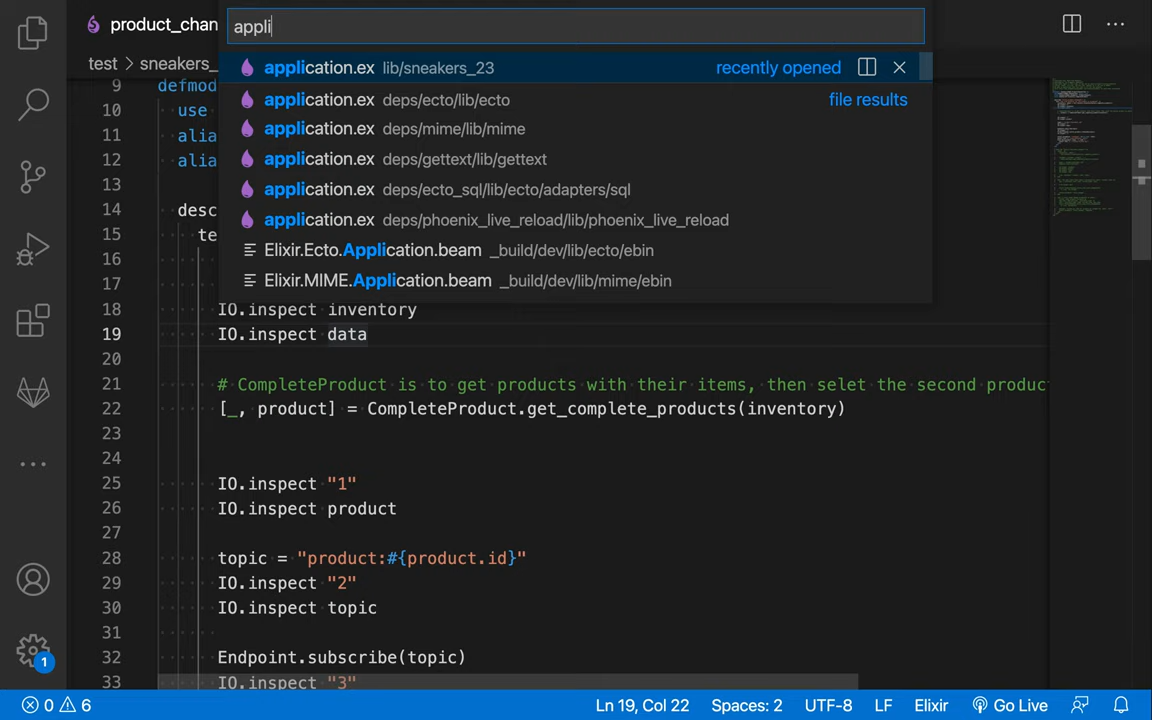 product_chan
appli
test > sneakers_
application.ex lib/sneakers_23 recently opened
application.ex deps/ecto/lib/ecto file results
application.ex deps/mime/lib/mime
application.ex deps/gettext/lib/gettext
application.ex deps/ecto_sql/lib/ecto/adapters/sql
application.ex deps/phoenix_live_reload/lib/phoenix_live_reload
Elixir.Ecto.Application.beam _build/dev/lib/ecto/ebin
Elixir.MIME.Application.beam _build/dev/lib/mime/ebin
9 defmod
10 use
11 alia
12 alia
13
14 desc
15 te
16
17
18 IO.inspect inventory
19 IO.inspect data
20
21 # CompleteProduct is to get products with their items, then selet the second produc
22 [_, product] = CompleteProduct.get_complete_products(inventory)
23
24
25 IO.inspect "1"
26 IO.inspect product
27
28 topic = "product:#{product.id}"
29 IO.inspect "2"
30 IO.inspect topic
31
32 Endpoint.subscribe(topic)
33 IO.inspect "3"
1
0 6 Ln 19, Col 22 Spaces: 2 UTF-8 LF Elixir Go Live